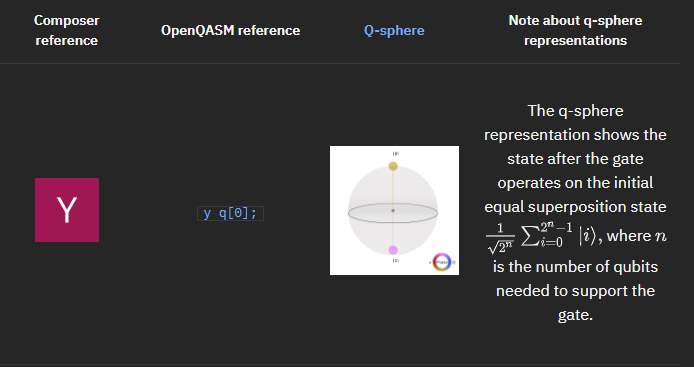 Composer reference
OpenQASM reference
Q-sphere
Note about q-sphere representations
Y
y q[0];
|0⟩
|1⟩
The q-sphere
representation shows the
state after the gate
operates on the initial
equal superposition state
$\frac{1}{\sqrt{2^n}} \sum_{i=0}^{2^n-1} |i\rangle$, where $n$
is the number of qubits
needed to support the
gate.